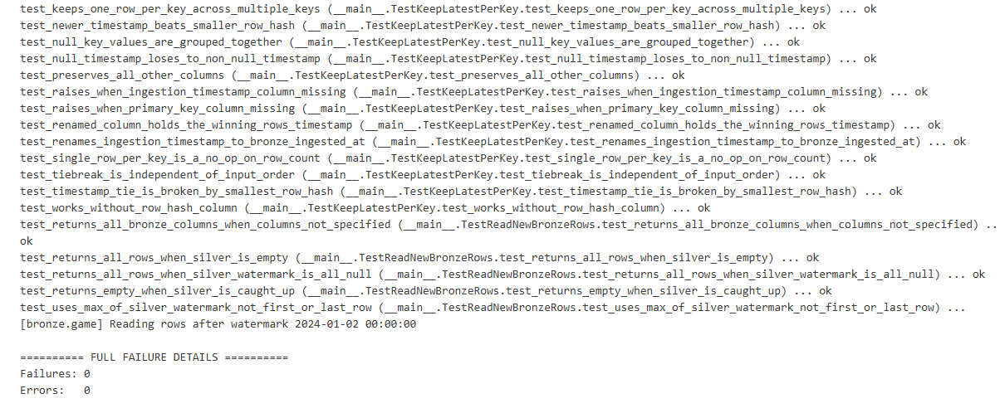 test_keeps_one_row_per_key_across_multiple_keys (__main__.TestKeepLatestPerKey.test_keeps_one_row_per_key_across_multiple_keys) ... ok
test_newer_timestamp_beats_smaller_row_hash (__main__.TestKeepLatestPerKey.test_newer_timestamp_beats_smaller_row_hash) ... ok
test_null_key_values_are_grouped_together (__main__.TestKeepLatestPerKey.test_null_key_values_are_grouped_together) ... ok
test_null_timestamp_loses_to_non_null_timestamp (__main__.TestKeepLatestPerKey.test_null_timestamp_loses_to_non_null_timestamp) ... ok
test_preserves_all_other_columns (__main__.TestKeepLatestPerKey.test_preserves_all_other_columns) ... ok
test_raises_when_ingestion_timestamp_column_missing (__main__.TestKeepLatestPerKey.test_raises_when_ingestion_timestamp_column_missing) ... ok
test_raises_when_primary_key_column_missing (__main__.TestKeepLatestPerKey.test_raises_when_primary_key_column_missing) ... ok
test_renamed_column_holds_the_winning_rows_timestamp (__main__.TestKeepLatestPerKey.test_renamed_column_holds_the_winning_rows_timestamp) ... ok
test_renames_ingestion_timestamp_to_bronze_ingested_at (__main__.TestKeepLatestPerKey.test_renames_ingestion_timestamp_to_bronze_ingested_at) ... ok
test_single_row_per_key_is_a_no_op_on_row_count (__main__.TestKeepLatestPerKey.test_single_row_per_key_is_a_no_op_on_row_count) ... ok
test_tiebreak_is_independent_of_input_order (__main__.TestKeepLatestPerKey.test_tiebreak_is_independent_of_input_order) ... ok
test_timestamp_tie_is_broken_by_smallest_row_hash (__main__.TestKeepLatestPerKey.test_timestamp_tie_is_broken_by_smallest_row_hash) ... ok
test_works_without_row_hash_column (__main__.TestKeepLatestPerKey.test_works_without_row_hash_column) ... ok
test_returns_all_bronze_columns_when_columns_not_specified (__main__.TestReadNewBronzeRows.test_returns_all_bronze_columns_when_columns_not_specified) ..
ok
test_returns_all_rows_when_silver_is_empty (__main__.TestReadNewBronzeRows.test_returns_all_rows_when_silver_is_empty) ... ok
test_returns_all_rows_when_silver_watermark_is_all_null (__main__.TestReadNewBronzeRows.test_returns_all_rows_when_silver_watermark_is_all_null) ... ok
test_returns_empty_when_silver_is_caught_up (__main__.TestReadNewBronzeRows.test_returns_empty_when_silver_is_caught_up) ... ok
test_uses_max_of_silver_watermark_not_first_or_last_row (__main__.TestReadNewBronzeRows.test_uses_max_of_silver_watermark_not_first_or_last_row) ...
[bronze.game] Reading rows after watermark 2024-01-02 00:00:00
========== FULL FAILURE DETAILS ==========
Failures: 0
Errors:   0